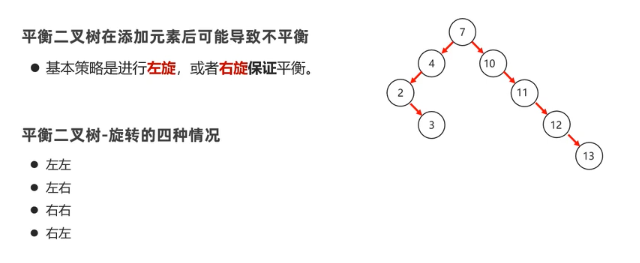 平衡二叉树在添加元素后可能导致不平衡
● 基本策略是进行左旋，或者右旋保证平衡。
平衡二叉树-旋转的四种情况
● 左左
● 左右
● 右右
● 右左
7
4
10
2
11
3
12
13